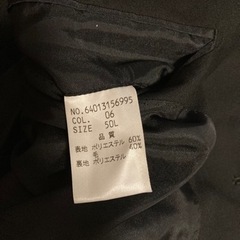 NO.64013156995
COL. 06
SIZE 50L
品質
表地 ポリエステル 60%
毛 40%
裏地 ポリエステル